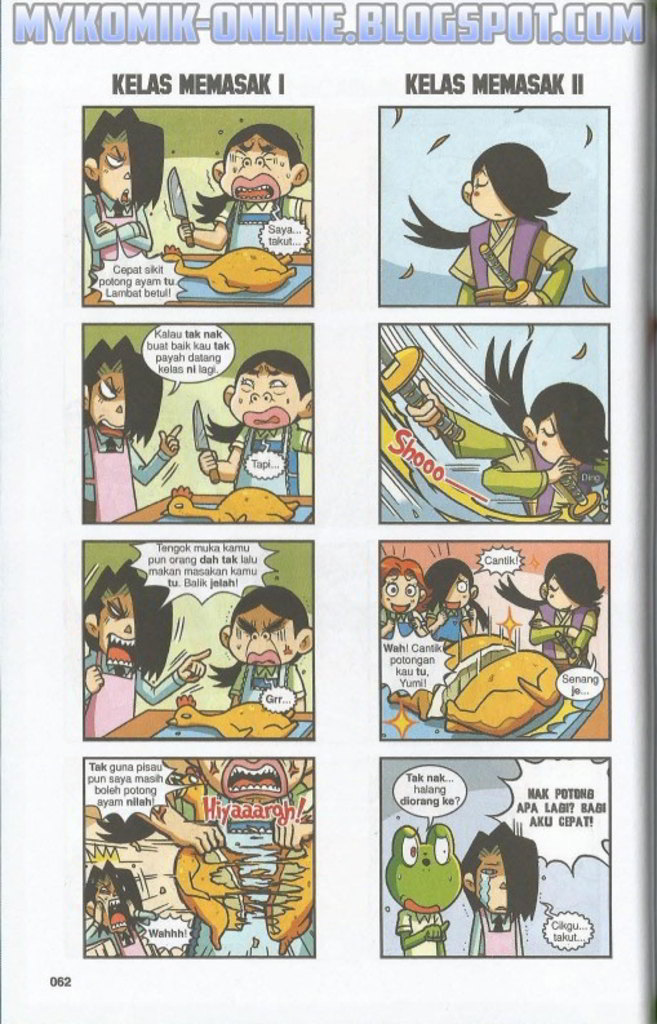 MYKOMIK-ONLINE.BLOGSPOT.COM
KELAS MEMASAK I
Saya...
takut...
Cepat sikit
potong ayam tu.
Lambat betul!
Kalau tak nak
buat baik kau tak
payah datang
kelas ni lagi.
Tapi...
Tengok muka kamu
pun orang dah tak lalu
makan masakan kamu
tu. Balik jelah!
Grr...
Tak guna pisau
pun saya masih
boleh potong
ayam nilah!
Hiyaaaroh!
Wahhh!
KELAS MEMASAK II
Shooo
Ding
Cantik!
Wah! Cantik
potongan
kau tu,
Yumi!
Senang
je...
Tak nak...
halang
diorang ke?
NAK POTONG
APA LAGI? BAGI
AKU CEPAT!
Cikgu...
takut...
062